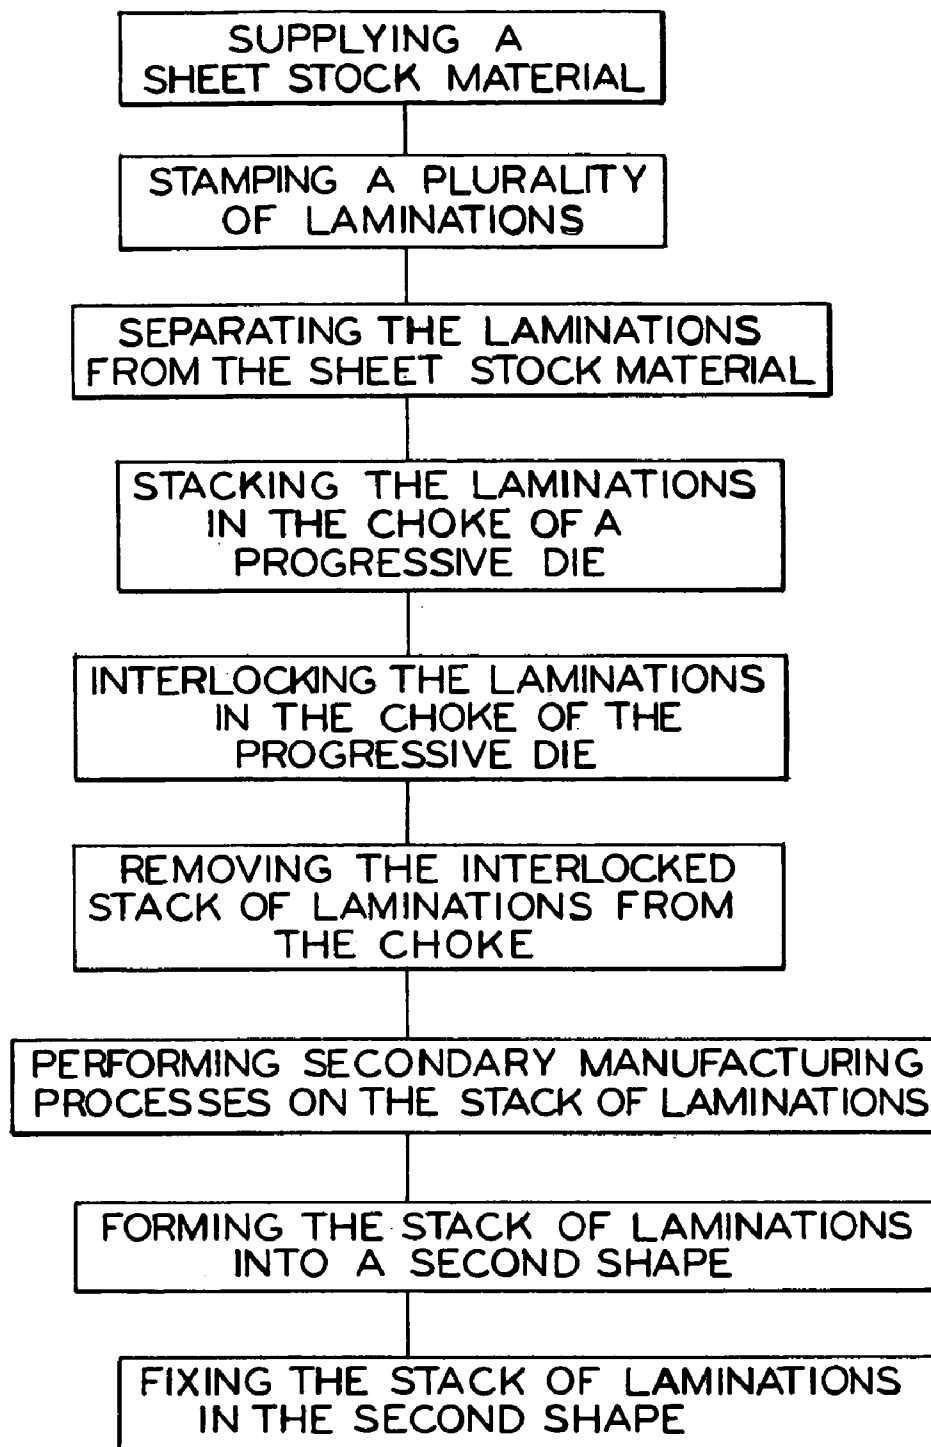 SUPPLYING A
SHEET STOCK MATERIAL
STAMPING A PLURALITY
OF LAMINATIONS
SEPARATING THE LAMINATIONS
FROM THE SHEET STOCK MATERIAL
STACKING THE LAMINATIONS
IN THE CHOKE OF A
PROGRESSIVE DIE
INTERLOCKING THE LAMINATIONS
IN THE CHOKE OF THE
PROGRESSIVE DIE
REMOVING THE INTERLOCKED
STACK OF LAMINATIONS FROM
THE CHOKE
PERFORMING SECONDARY MANUFACTURING
PROCESSES ON THE STACK OF LAMINATIONS
FORMING THE STACK OF LAMINATIONS
INTO A SECOND SHAPE
FIXING THE STACK OF LAMINATIONS
IN THE SECOND SHAPE